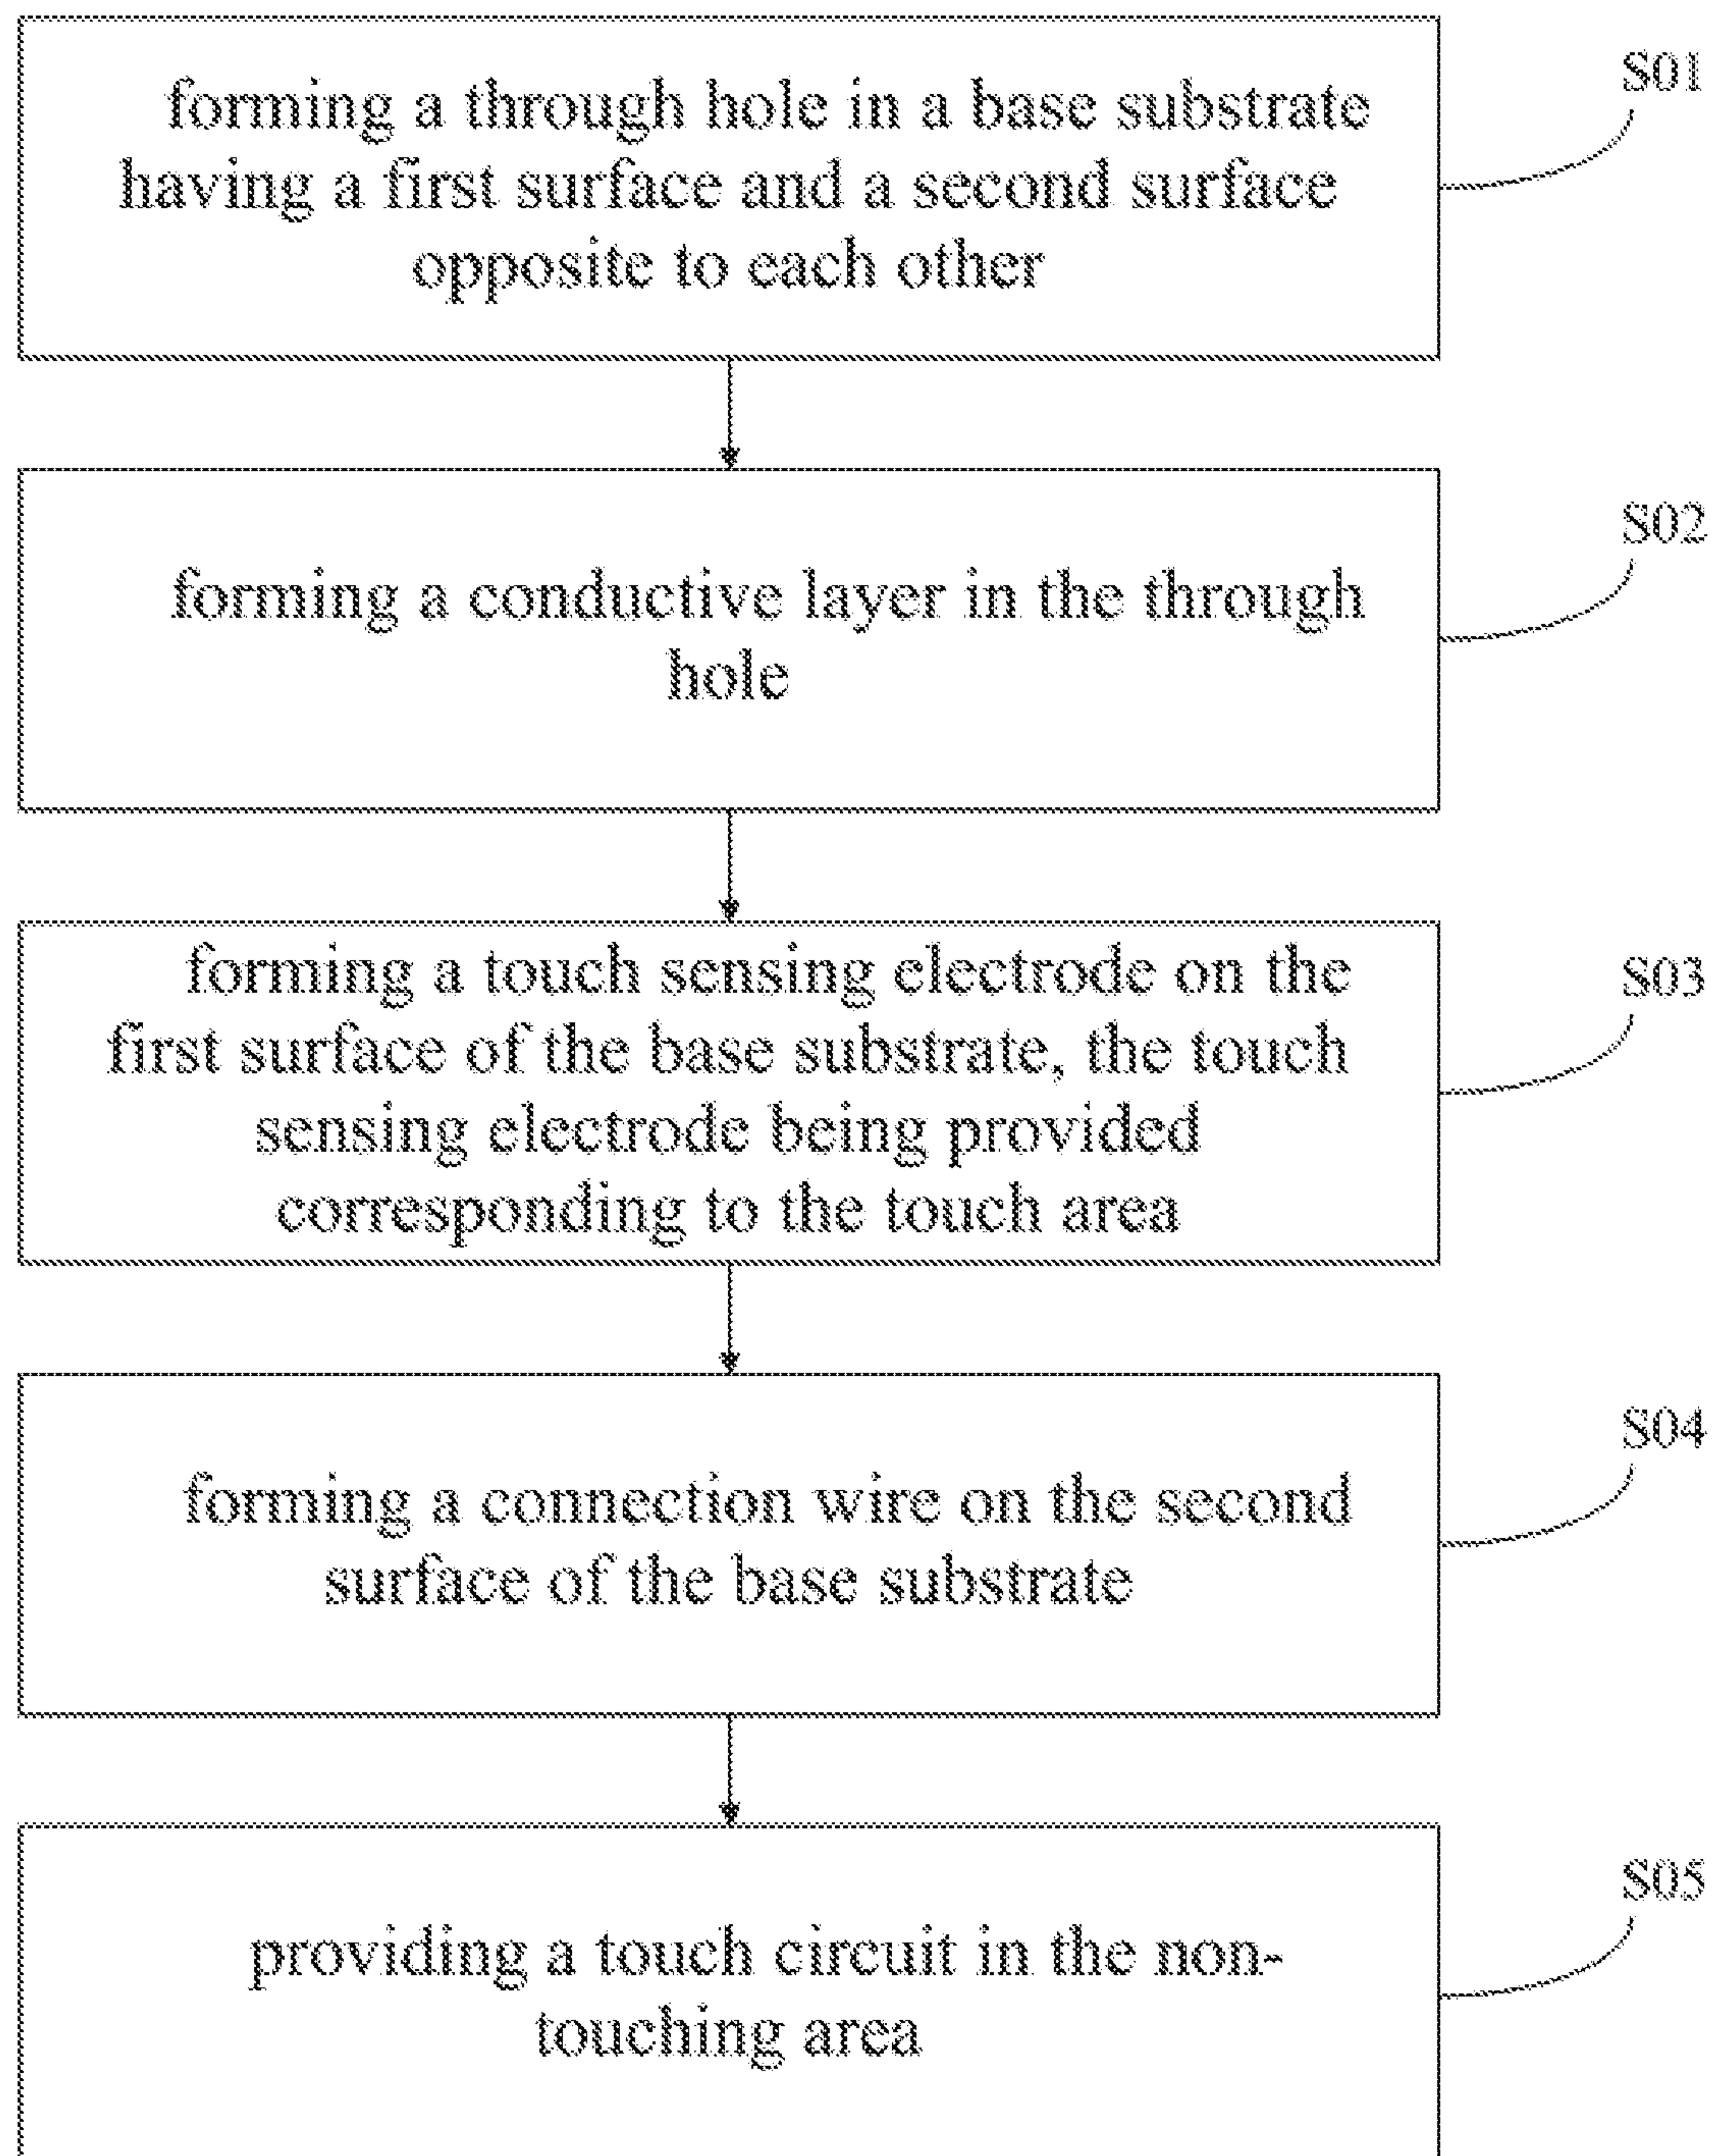 forming a through hole in a base substrate
having a first surface and a second surface
opposite to each other
S01
forming a conductive layer in the through
hole
S02
forming a touch sensing electrode on the
first surface of the base substrate, the touch
sensing electrode being provided
corresponding to the touch area
S03
forming a connection wire on the second
surface of the base substrate
S04
providing a touch circuit in the non-
touching area
S05